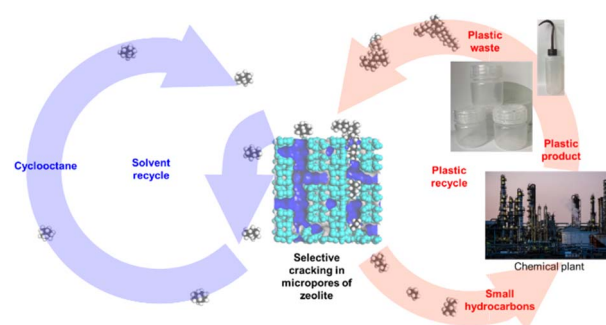 Plastic
waste
Cyclooctane
Solvent
recycle
Plastic
product
Plastic
recycle
Selective
cracking in
micropores of
zeolite
Chemical plant
Small
hydrocarbons